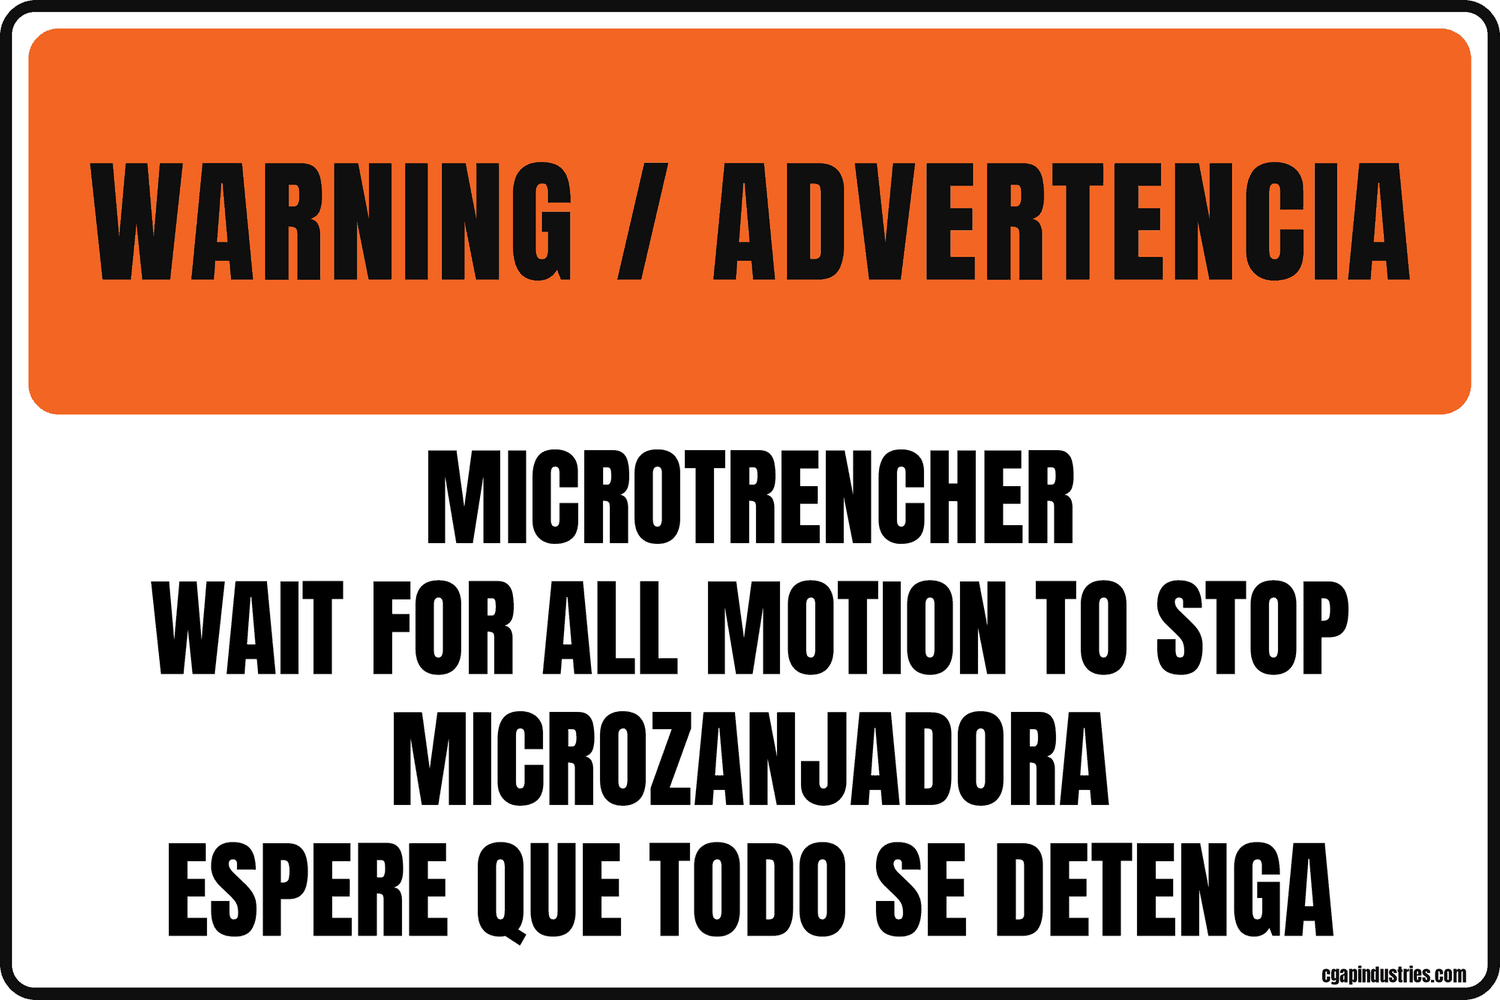 WARNING / ADVERTENCIA
MICROTRENCHER
WAIT FOR ALL MOTION TO STOP
MICROZANJADORA
ESPERE QUE TODO SE DETENGA
cgapindustries.com